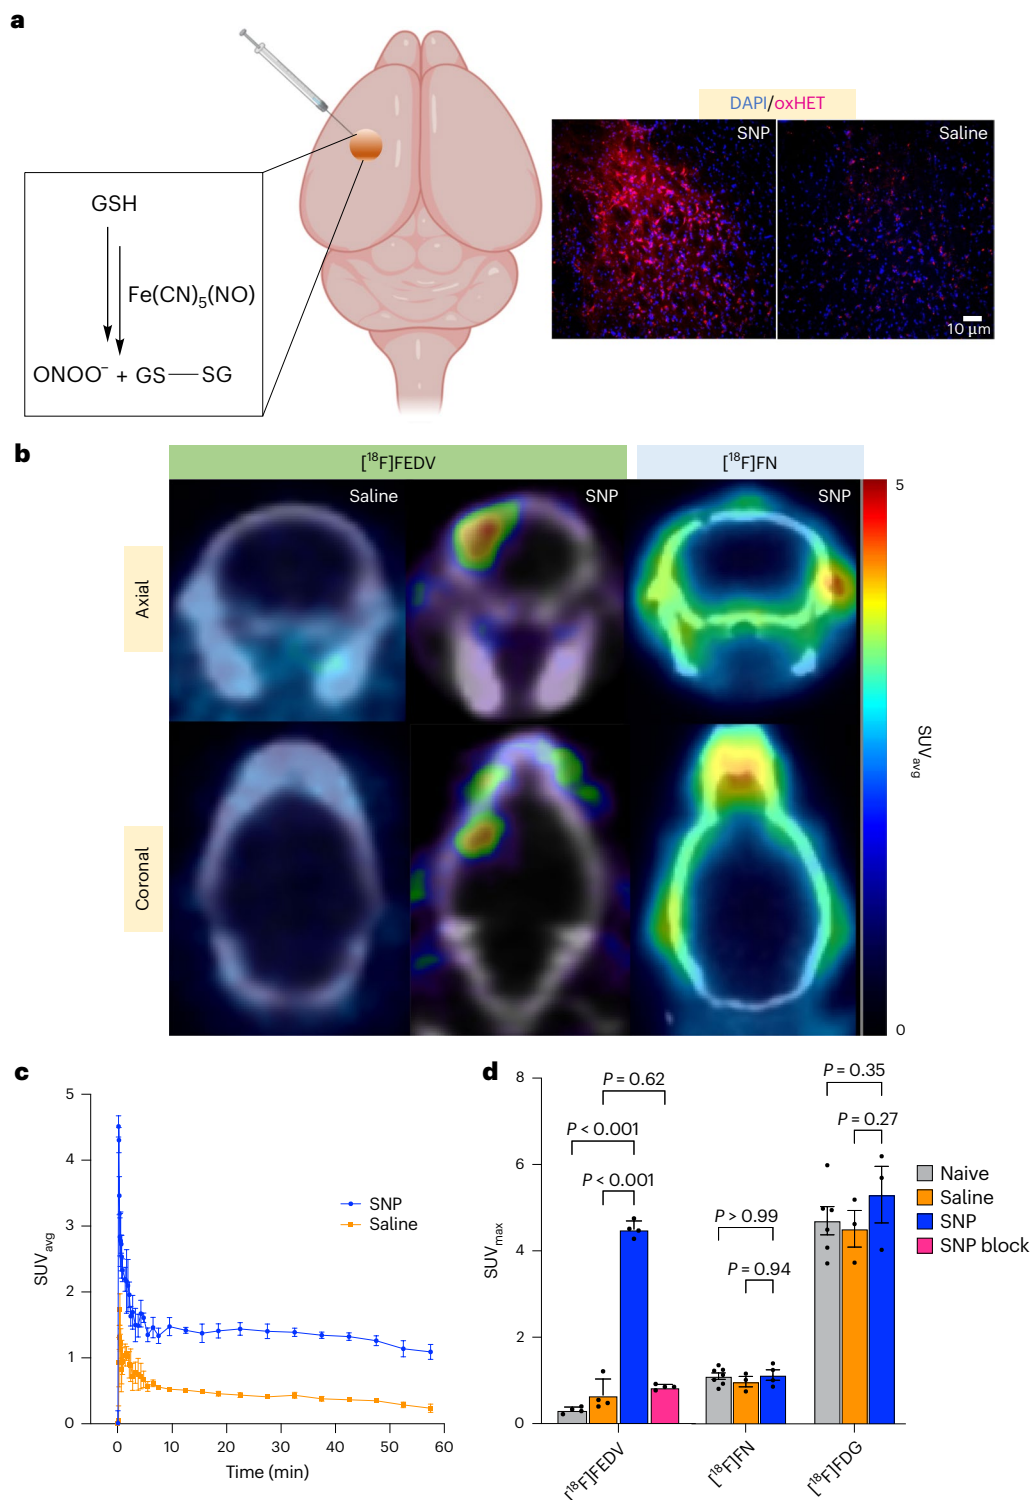 a
DAPI/oxHET
SNP
Saline
GSH
Fe(CN)₅(NO)
ONOO⁻ + GS—SG
10 μm
b
[¹⁸F]FEDV
[¹⁸F]FN
Saline
SNP
SNP
5
Axial
SUVavg
Coronal
0
c
5
4
3
2
1
0
SUVavg
SNP
Saline
0
10
20
30
40
50
60
Time (min)
d
8
6
4
2
0
SUVmax
P = 0.62
P < 0.001
P < 0.001
P > 0.99
P = 0.94
P = 0.35
P = 0.27
Naive
Saline
SNP
SNP block
[¹⁸F]FEDV
[¹⁸F]FN
[¹⁸F]FDG